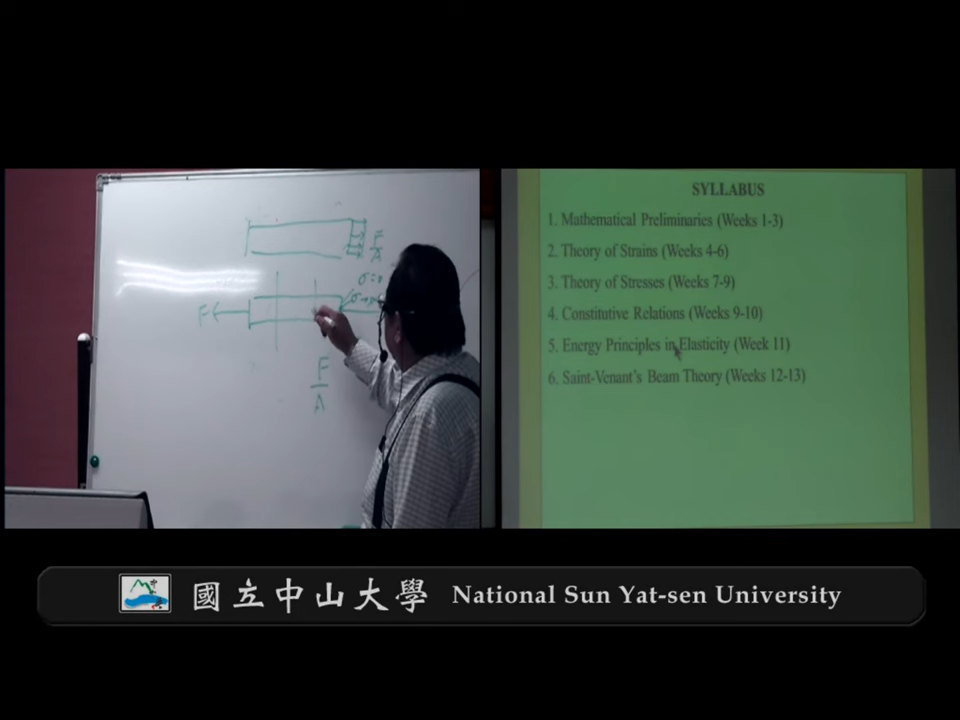 F
A
σ=0
F
F
A
SYLLABUS
1. Mathematical Preliminaries (Weeks 1-3)
2. Theory of Strains (Weeks 4-6)
3. Theory of Stresses (Weeks 7-9)
4. Constitutive Relations (Weeks 9-10)
5. Energy Principles in Elasticity (Week 11)
6. Saint-Venant's Beam Theory (Weeks 12-13)
國立中山大學 National Sun Yat-sen University